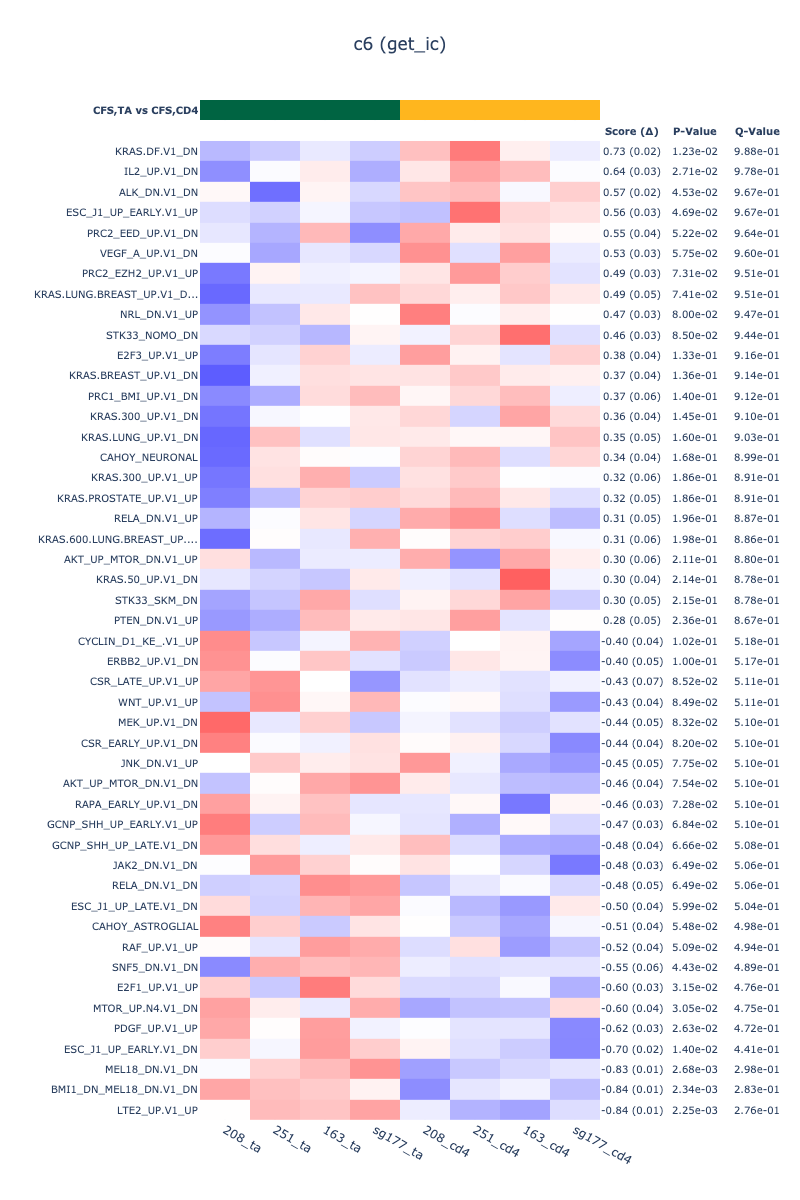 c6 (get_ic)
CFS,TA vs CFS,CD4
Score (Δ) P-Value Q-Value
KRAS.DF.V1_DN 0.73 (0.02) 1.23e-02 9.88e-01
IL2_UP.V1_DN 0.64 (0.03) 2.71e-02 9.78e-01
ALK_DN.V1_DN 0.57 (0.02) 4.53e-02 9.67e-01
ESC_J1_UP_EARLY.V1_UP 0.56 (0.03) 4.69e-02 9.67e-01
PRC2_EED_UP.V1_DN 0.55 (0.04) 5.22e-02 9.64e-01
VEGF_A_UP.V1_DN 0.53 (0.03) 5.75e-02 9.60e-01
PRC2_EZH2_UP.V1_UP 0.49 (0.03) 7.31e-02 9.51e-01
KRAS.LUNG.BREAST_UP.V1_D... 0.49 (0.05) 7.41e-02 9.51e-01
NRL_DN.V1_UP 0.47 (0.03) 8.00e-02 9.47e-01
STK33_NOMO_DN 0.46 (0.03) 8.50e-02 9.44e-01
E2F3_UP.V1_UP 0.38 (0.04) 1.33e-01 9.16e-01
KRAS.BREAST_UP.V1_DN 0.37 (0.04) 1.36e-01 9.14e-01
PRC1_BMI_UP.V1_DN 0.37 (0.06) 1.40e-01 9.12e-01
KRAS.300_UP.V1_DN 0.36 (0.04) 1.45e-01 9.10e-01
KRAS.LUNG_UP.V1_DN 0.35 (0.05) 1.60e-01 9.03e-01
CAHOY_NEURONAL 0.34 (0.04) 1.68e-01 8.99e-01
KRAS.300_UP.V1_UP 0.32 (0.06) 1.86e-01 8.91e-01
KRAS.PROSTATE_UP.V1_DN 0.32 (0.05) 1.86e-01 8.91e-01
RELA_DN.V1_UP 0.31 (0.05) 1.96e-01 8.87e-01
KRAS.600.LUNG.BREAST_UP.... 0.31 (0.06) 1.98e-01 8.86e-01
AKT_UP_MTOR_DN.V1_UP 0.30 (0.06) 2.11e-01 8.80e-01
KRAS.50_UP.V1_DN 0.30 (0.04) 2.14e-01 8.78e-01
STK33_SKM_DN 0.30 (0.05) 2.15e-01 8.78e-01
PTEN_DN.V1_UP 0.28 (0.05) 2.36e-01 8.67e-01
CYCLIN_D1_KE_.V1_UP -0.40 (0.04) 1.02e-01 5.18e-01
ERBB2_UP.V1_DN -0.40 (0.05) 1.00e-01 5.17e-01
CSR_LATE_UP.V1_UP -0.43 (0.07) 8.52e-02 5.11e-01
WNT_UP.V1_UP -0.43 (0.04) 8.49e-02 5.11e-01
MEK_UP.V1_DN -0.44 (0.05) 8.32e-02 5.10e-01
CSR_EARLY_UP.V1_DN -0.44 (0.04) 8.20e-02 5.10e-01
JNK_DN.V1_UP -0.45 (0.05) 7.75e-02 5.10e-01
AKT_UP_MTOR_DN.V1_DN -0.46 (0.04) 7.54e-02 5.10e-01
RAPA_EARLY_UP.V1_DN -0.46 (0.03) 7.28e-02 5.10e-01
GCNP_SHH_UP_EARLY.V1_UP -0.47 (0.03) 6.84e-02 5.10e-01
GCNP_SHH_UP_LATE.V1_DN -0.48 (0.04) 6.66e-02 5.08e-01
JAK2_DN.V1_DN -0.48 (0.03) 6.49e-02 5.06e-01
RELA_DN.V1_DN -0.48 (0.05) 6.49e-02 5.06e-01
ESC_J1_UP_LATE.V1_DN -0.50 (0.04) 5.99e-02 5.04e-01
CAHOY_ASTROGLIAL -0.51 (0.04) 5.48e-02 4.98e-01
RAF_UP.V1_UP -0.52 (0.04) 5.09e-02 4.94e-01
SNF5_DN.V1_DN -0.55 (0.06) 4.43e-02 4.89e-01
E2F1_UP.V1_UP -0.60 (0.03) 3.15e-02 4.76e-01
MTOR_UP.N4.V1_DN -0.60 (0.04) 3.05e-02 4.75e-01
PDGF_UP.V1_UP -0.62 (0.03) 2.63e-02 4.72e-01
ESC_J1_UP_EARLY.V1_DN -0.70 (0.02) 1.40e-02 4.41e-01
MEL18_DN.V1_DN -0.83 (0.01) 2.68e-03 2.98e-01
BMI1_DN_MEL18_DN.V1_DN -0.84 (0.01) 2.34e-03 2.83e-01
LTE2_UP.V1_UP -0.84 (0.01) 2.25e-03 2.76e-01
208_ta 251_ta 163_ta sg177_ta 208_cd4 251_cd4 163_cd4 sg177_cd4